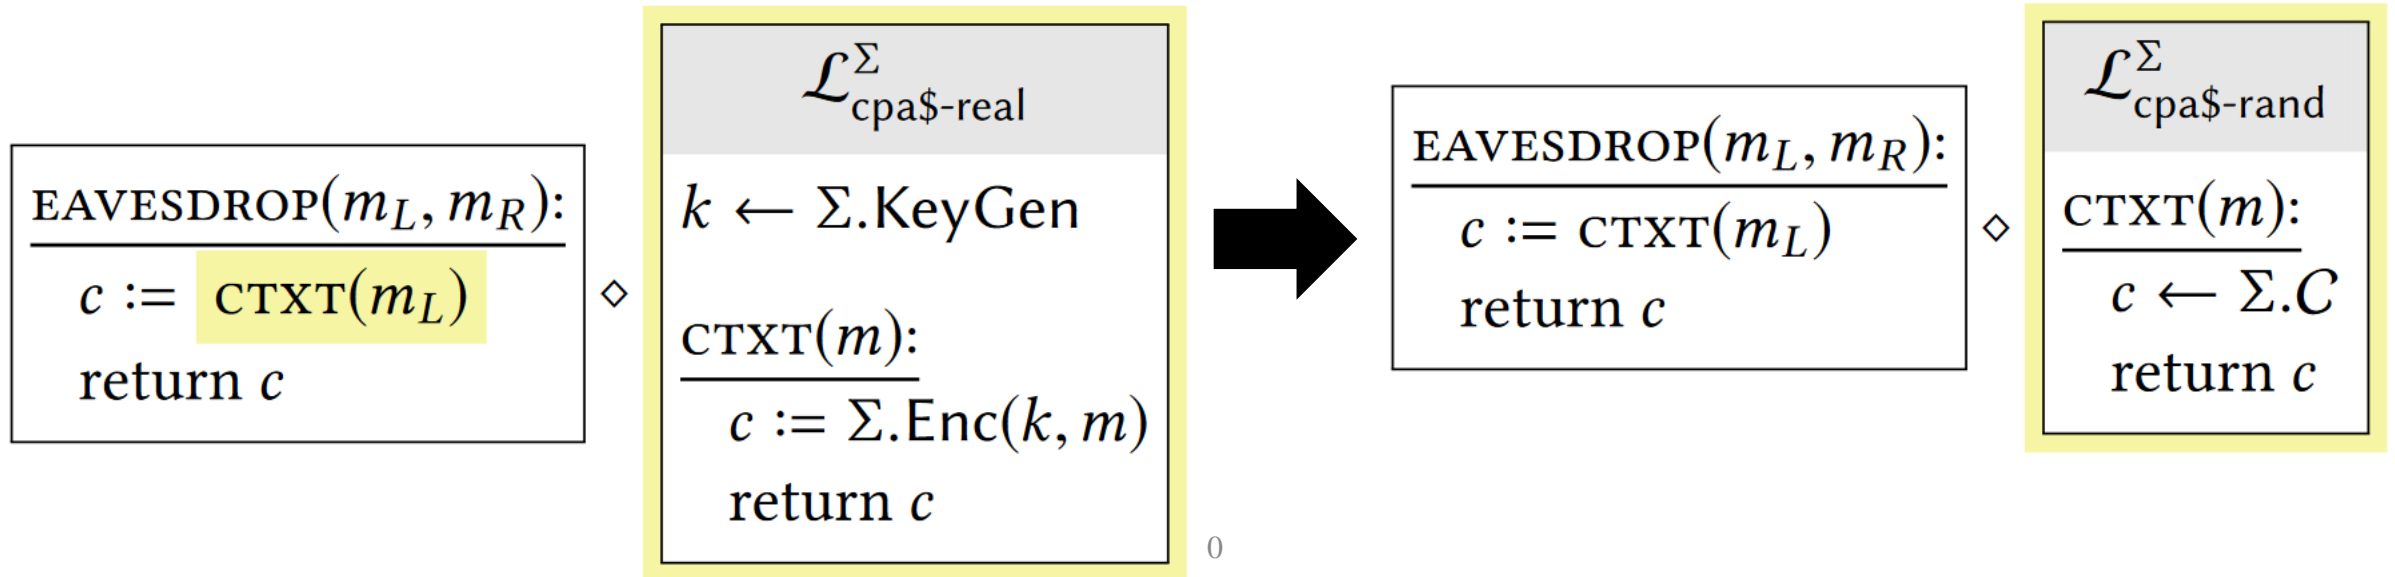 EAVESDROP(m_L, m_R):
c := CTXT(m_L)
return c
⋄
ℒ^Σ_cpa$-real
k ← Σ.KeyGen
CTXT(m):
c := Σ.Enc(k, m)
return c
0
EAVESDROP(m_L, m_R):
c := CTXT(m_L)
return c
⋄
ℒ^Σ_cpa$-rand
CTXT(m):
c ← Σ.𝒞
return c